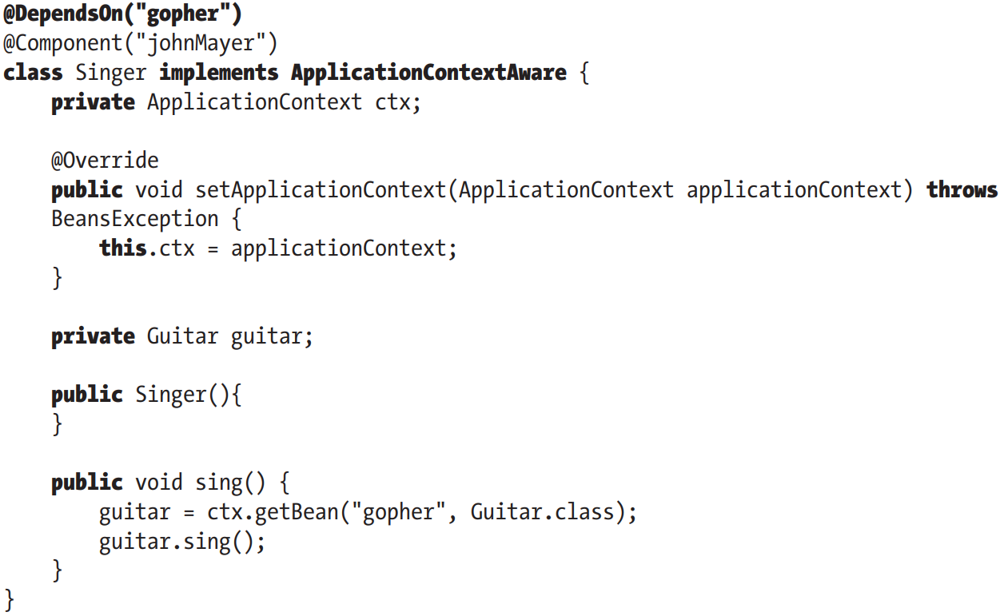 @DependsOn("gopher")
@Component("johnMayer")
class Singer implements ApplicationContextAware {
    private ApplicationContext ctx;

    @Override
    public void setApplicationContext(ApplicationContext applicationContext) throws
    BeansException {
        this.ctx = applicationContext;
    }

    private Guitar guitar;

    public Singer(){
    }

    public void sing() {
        guitar = ctx.getBean("gopher", Guitar.class);
        guitar.sing();
    }
}